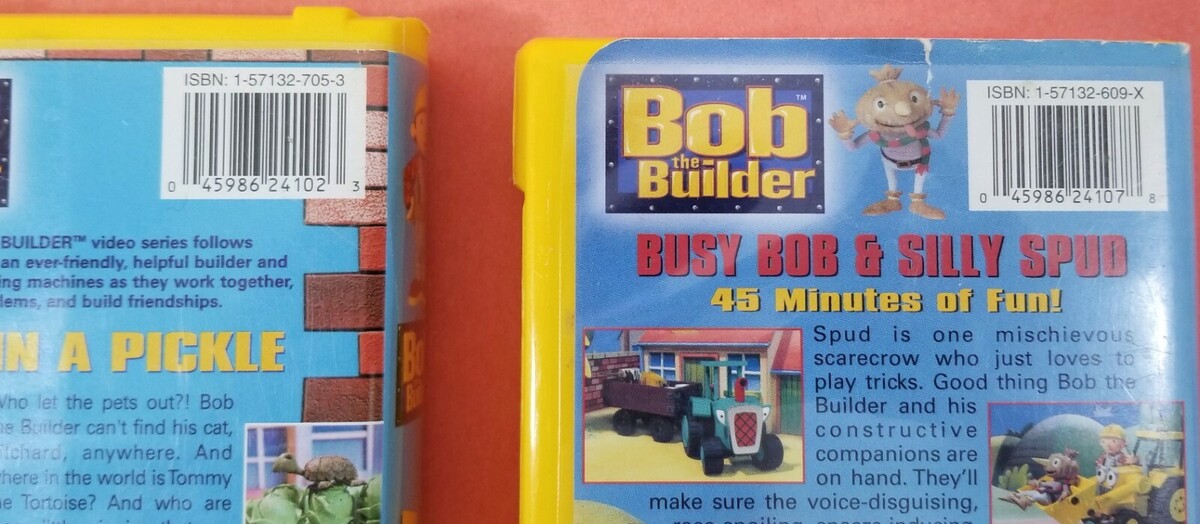 ISBN: 1-57132-705-3
0 45986 24102 3
BUILDER™ video series follows
an ever-friendly, helpful builder and
ing machines as they work together,
lems, and build friendships.
IN A PICKLE
Who let the pets out?! Bob
he Builder can't find his cat,
ilchard, anywhere. And
where in the world is Tommy
he Tortoise? And who are
Bob
the
Builder
™
ISBN: 1-57132-609-X
0 45986 24107 8
BUSY BOB & SILLY SPUD
45 Minutes of Fun!
Spud is one mischievous
scarecrow who just loves to
play tricks. Good thing Bob the
Builder and his
constructive
companions are
on hand. They'll
make sure the voice-disguising,